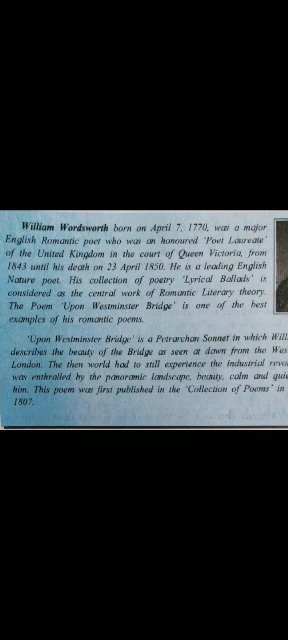 William Wordsworth born on April 7, 1770, was a major
English Romantic poet who was an honoured 'Poet Laureate'
of the United Kingdom in the court of Queen Victoria, from
1843 until his death on 23 April 1850. He is a leading English
Nature poet. His collection of poetry 'Lyrical Ballads' is
considered as the central work of Romantic Literary theory.
The Poem 'Upon Westminster Bridge' is one of the best
examples of his romantic poems.
'Upon Westminster Bridge' is a Petrarchan Sonnet in which Will
describes the beauty of the Bridge as seen at dawn from the Wes
London. The then world had to still experience the industrial revo
was enthralled by the panoramic landscape, beauty, calm and quie
him. This poem was first published in the 'Collection of Poems' in
1807.